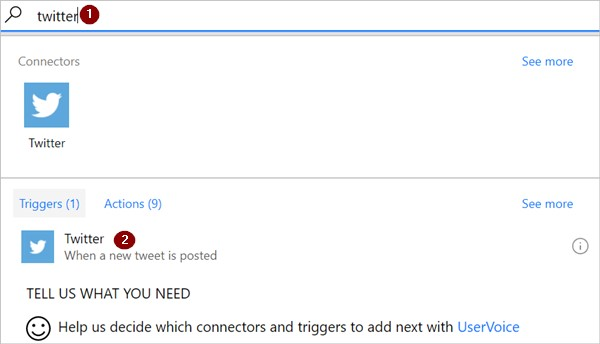 twitter 1
Connectors See more
Twitter
Triggers (1) Actions (9) See more
Twitter 2
When a new tweet is posted
TELL US WHAT YOU NEED
Help us decide which connectors and triggers to add next with UserVoice